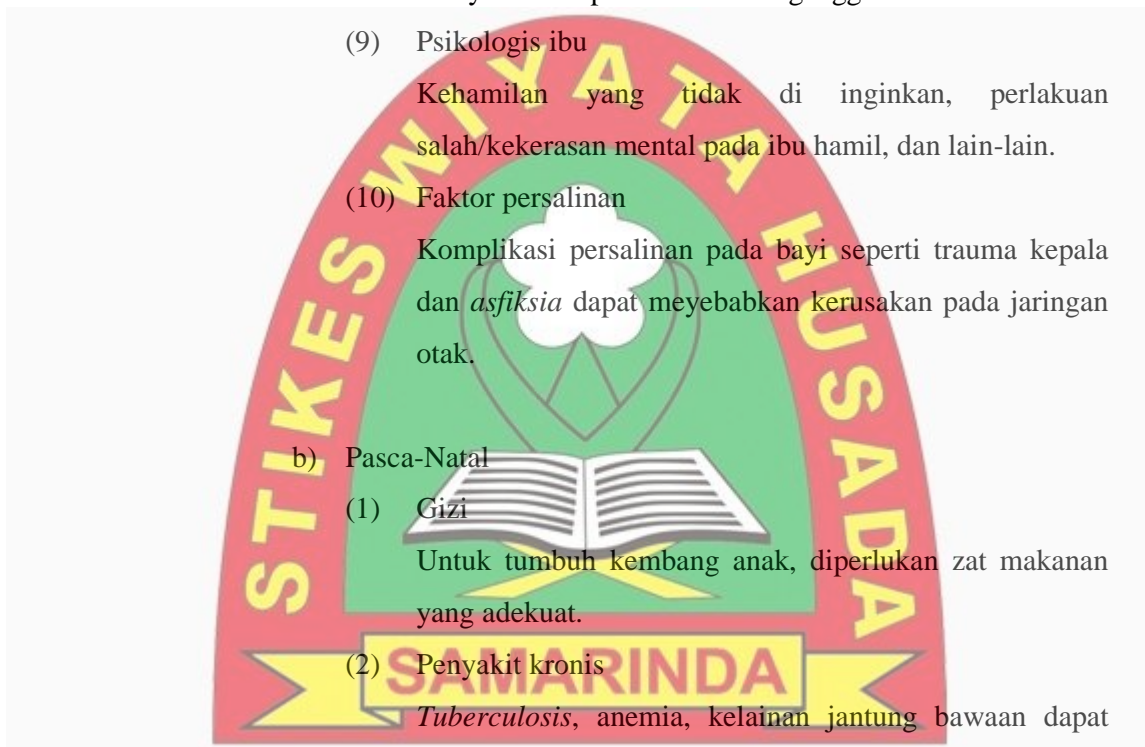 (9) Psikologis ibu
Kehamilan yang tidak di inginkan, perlakuan
salah/kekerasan mental pada ibu hamil, dan lain-lain.
(10) Faktor persalinan
Komplikasi persalinan pada bayi seperti trauma kepala
dan asfiksia dapat meyebabkan kerusakan pada jaringan
otak.
b) Pasca-Natal
(1) Gizi
Untuk tumbuh kembang anak, diperlukan zat makanan
yang adekuat.
(2) Penyakit kronis
Tuberculosis, anemia, kelainan jantung bawaan dapat
STIKES WIYATA HUSADA
SAMARINDA